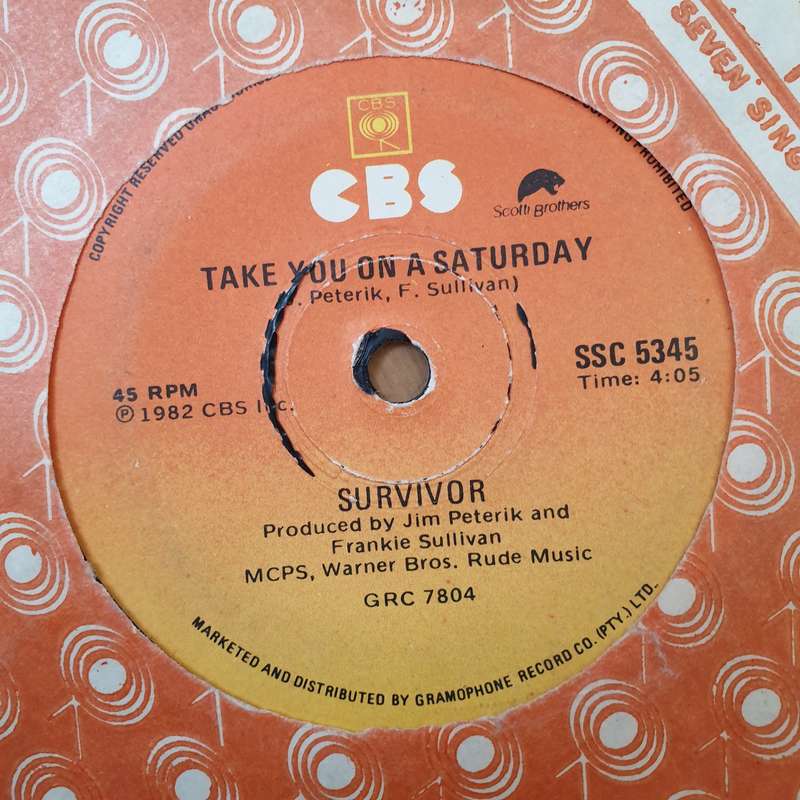 SEVEN SING
CBS
CBS
Scotti Brothers
COPYRIGHT RESERVED
PROHIBITED
TAKE YOU ON A SATURDAY
. Peterik, F. Sullivan)
SSC 5345
Time: 4:05
45 RPM
℗ 1982 CBS Inc.
SURVIVOR
Produced by Jim Peterik and
Frankie Sullivan
MCPS, Warner Bros. Rude Music
GRC 7804
MARKETED AND DISTRIBUTED BY GRAMOPHONE RECORD CO. (PTY.) LTD.